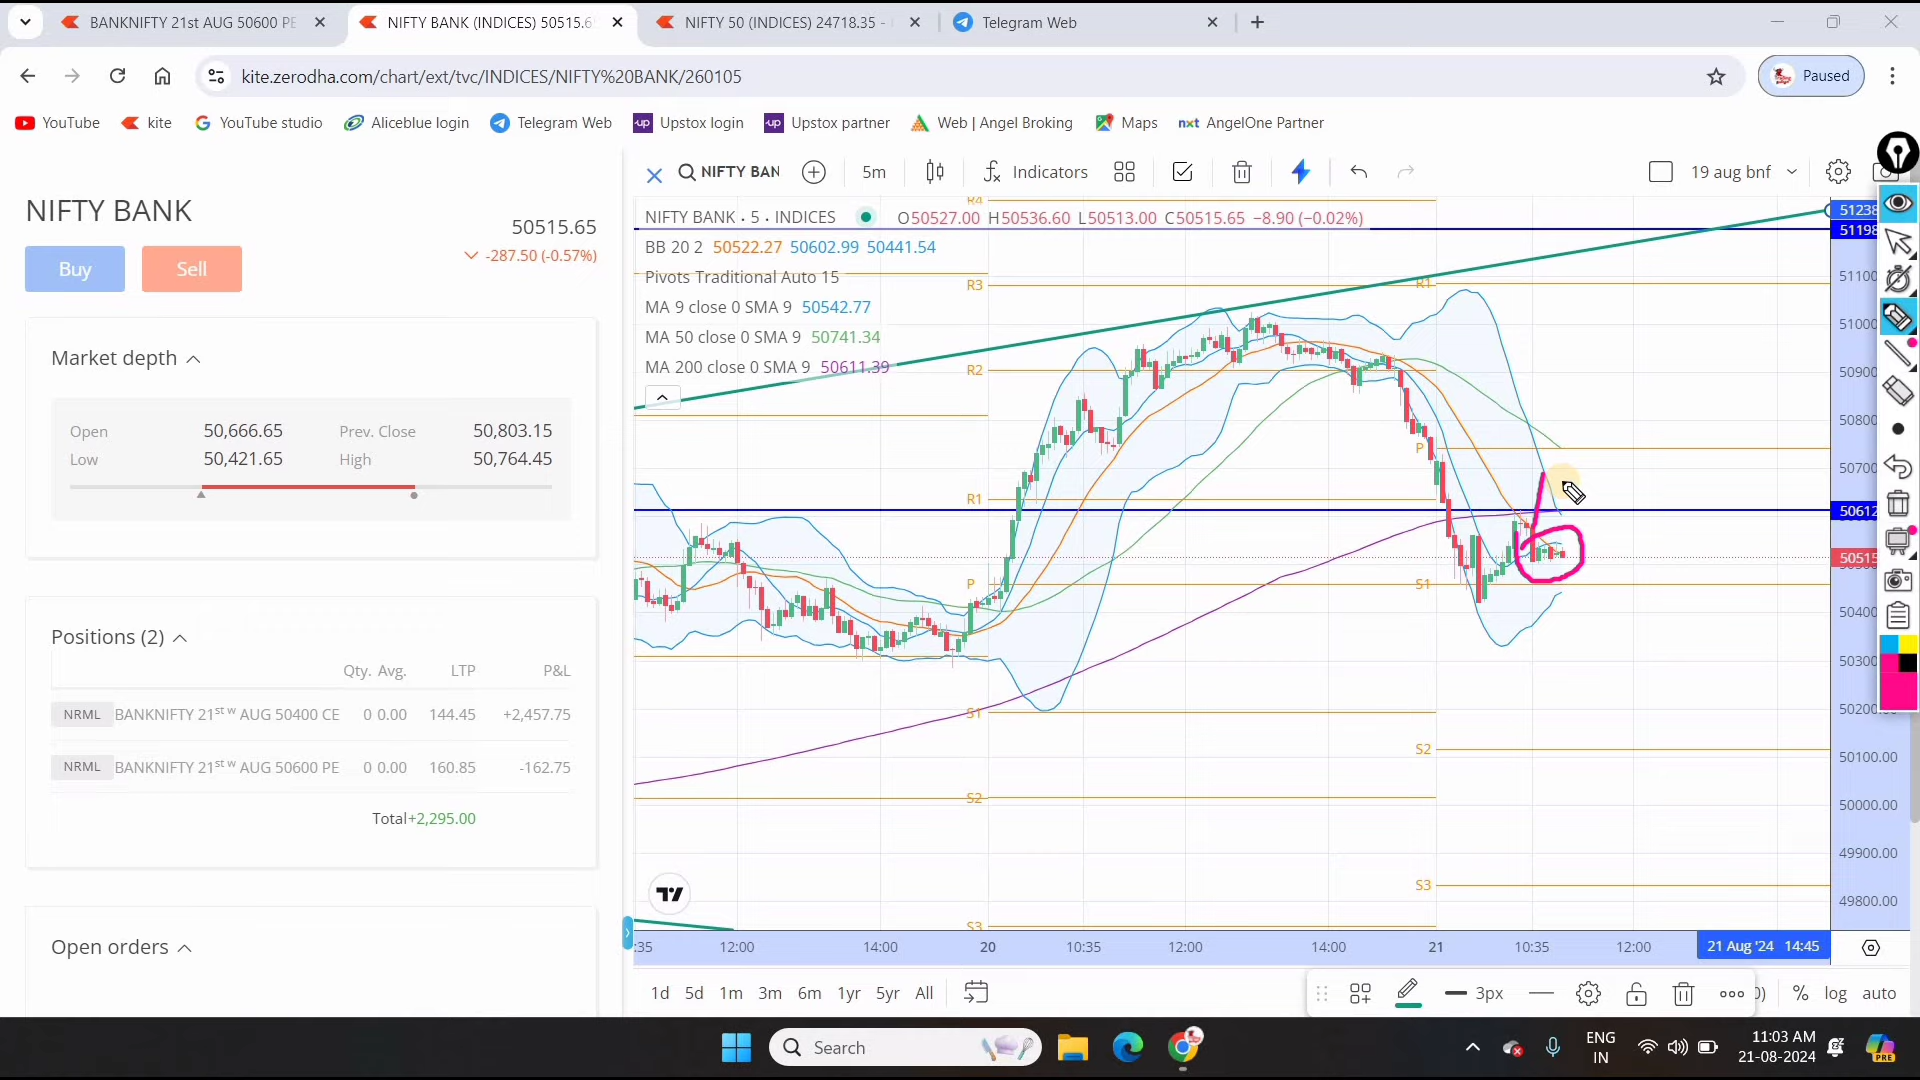 BANKNIFTY 21st AUG 50600 PE
NIFTY BANK (INDICES) 50515.6
NIFTY 50 (INDICES) 24718.35 -
Telegram Web
kite.zerodha.com/chart/ext/tvc/INDICES/NIFTY%20BANK/260105
Paused
YouTube
kite
YouTube studio
Aliceblue login
Telegram Web
up Upstox login
up Upstox partner
Web | Angel Broking
Maps
nxt AngelOne Partner
NIFTY BAN
5m
Indicators
19 aug bnf
NIFTY BANK
50515.65
-287.50 (-0.57%)
Buy
Sell
Market depth
Open 50,666.65 Prev. Close 50,803.15
Low 50,421.65 High 50,764.45
Positions (2)
Qty. Avg. LTP P&L
NRML BANKNIFTY 21st w AUG 50400 CE 0 0.00 144.45 +2,457.75
NRML BANKNIFTY 21st w AUG 50600 PE 0 0.00 160.85 -162.75
Total +2,295.00
Open orders
NIFTY BANK · 5 · INDICES O50527.00 H50536.60 L50513.00 C50515.65 −8.90 (−0.02%)
BB 20 2 50522.27 50602.99 50441.54
Pivots Traditional Auto 15
MA 9 close 0 SMA 9 50542.77
MA 50 close 0 SMA 9 50741.34
MA 200 close 0 SMA 9 50611.39
R4
R3
R2
R1
P
S1
S2
S3
R1
P
S1
S2
S3
51238
51198
51100
51000
50900
50800
50700
50612
50515
50400
50300
50200.
50100.00
50000.00
49900.00
49800.00
:35 12:00 14:00 20 10:35 12:00 14:00 21 10:35 12:00 21 Aug '24 14:45
1d 5d 1m 3m 6m 1yr 5yr All
3px
% log auto
Search
ENG
IN
11:03 AM
21-08-2024
PRE